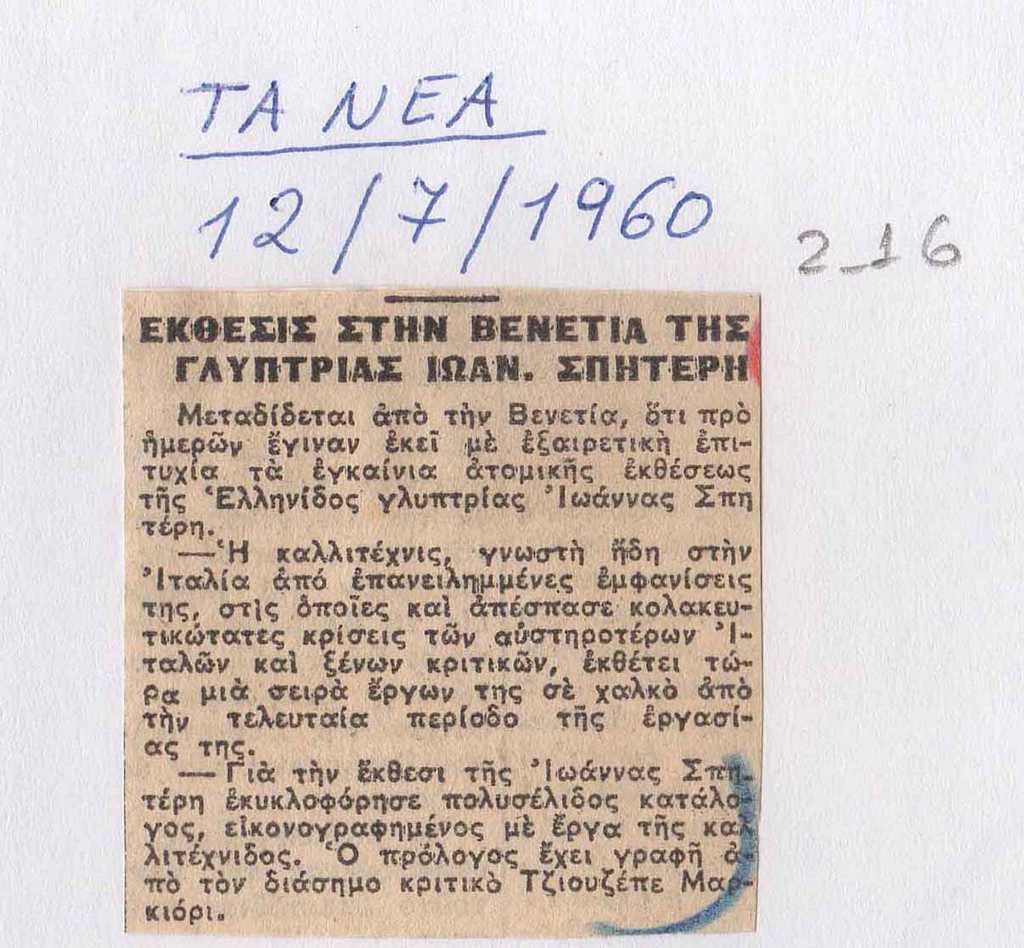 ΤΑ ΝΕΑ
12/7/1960
2_16
ΕΚΘΕΣΙΣ ΣΤΗΝ ΒΕΝΕΤΙΑ ΤΗΣ
ΓΛΥΠΤΡΙΑΣ ΙΩΑΝ. ΣΠΗΤΕΡΗ
Μεταδίδεται ἀπὸ τὴν Βενετία, ὅτι πρὸ
ἡμερῶν ἔγιναν ἐκεῖ μὲ ἐξαιρετικὴ ἐπι-
τυχία τὰ ἐγκαίνια ἀτομικῆς ἐκθέσεως
τῆς Ἑλληνίδος γλυπτρίας Ἰωάννας Σπη
τέρη.
—Ἡ καλλιτέχνις, γνωστὴ ἤδη στὴν
Ἰταλία ἀπό ἐπανειλημμένες ἐμφανίσεις
της, στὶς ὁποῖες καὶ ἀπέσπασε κολακευ-
τικώτατες κρίσεις τῶν αὐστηροτέρων Ἰ-
ταλῶν καὶ ξένων κριτικῶν, ἐκθέτει τώ-
ρα μιὰ σειρὰ ἔργων της σὲ χαλκὸ ἀπὸ
τὴν τελευταία περίοδο τῆς ἐργασί-
ας της.
—Γιὰ τὴν ἔκθεσι τῆς Ἰωάννας Σπη-
τέρη ἐκυκλοφόρησε πολυσέλιδος κατάλο-
γος, εἰκονογραφημένος μὲ ἔργα τῆς καλ
λιτέχνιδος. Ὁ πρόλογος ἔχει γραφῆ ἀ-
πὸ τὸν διάσημο κριτικὸ Τζιουζέπε Μαρ-
κιόρι.